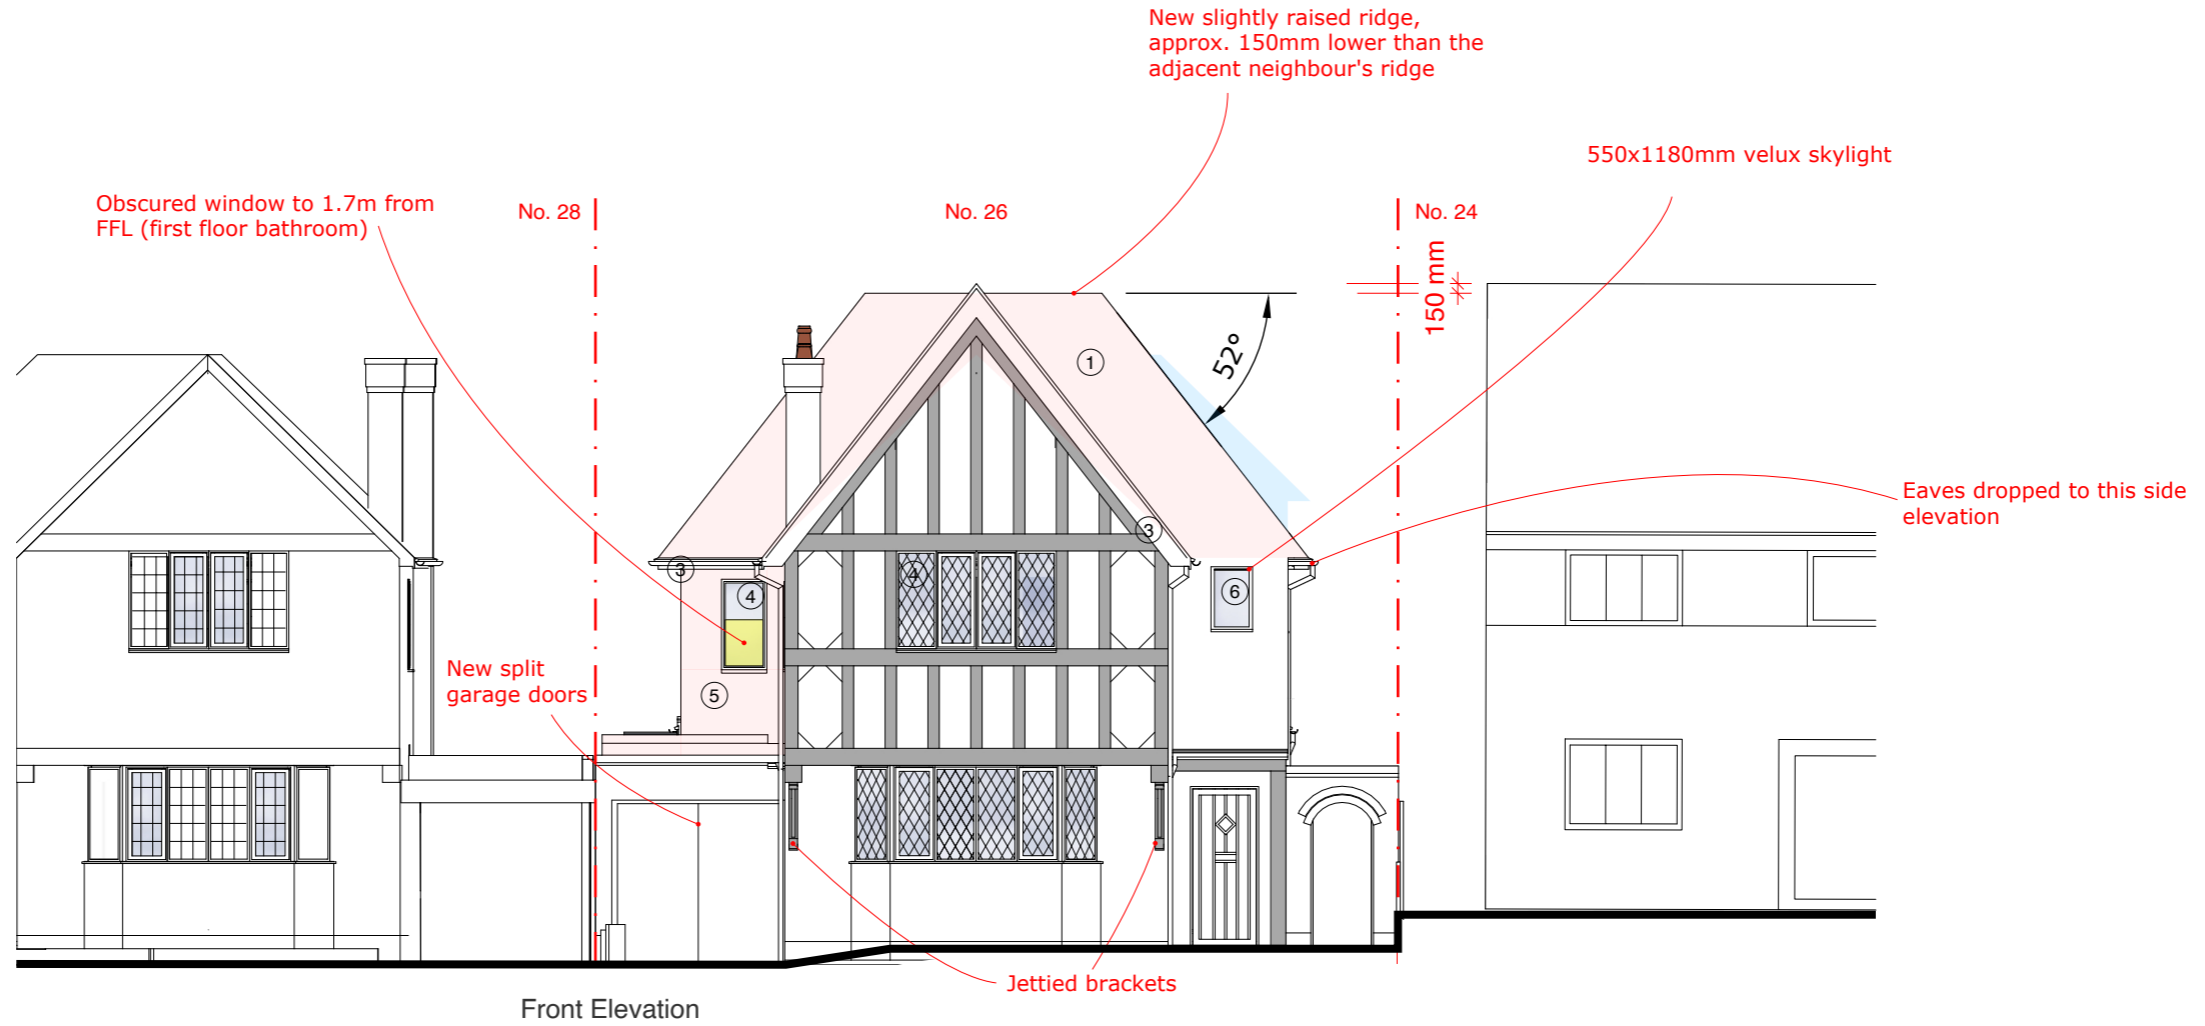 New slightly raised ridge,
approx. 150mm lower than the
adjacent neighbour's ridge
550x1180mm velux skylight
Obscured window to 1.7m from
FFL (first floor bathroom)
No. 28
No. 26
No. 24
150 mm
52°
1
Eaves dropped to this side
elevation
3
3
4
4
6
New split
garage doors
5
Jettied brackets
Front Elevation